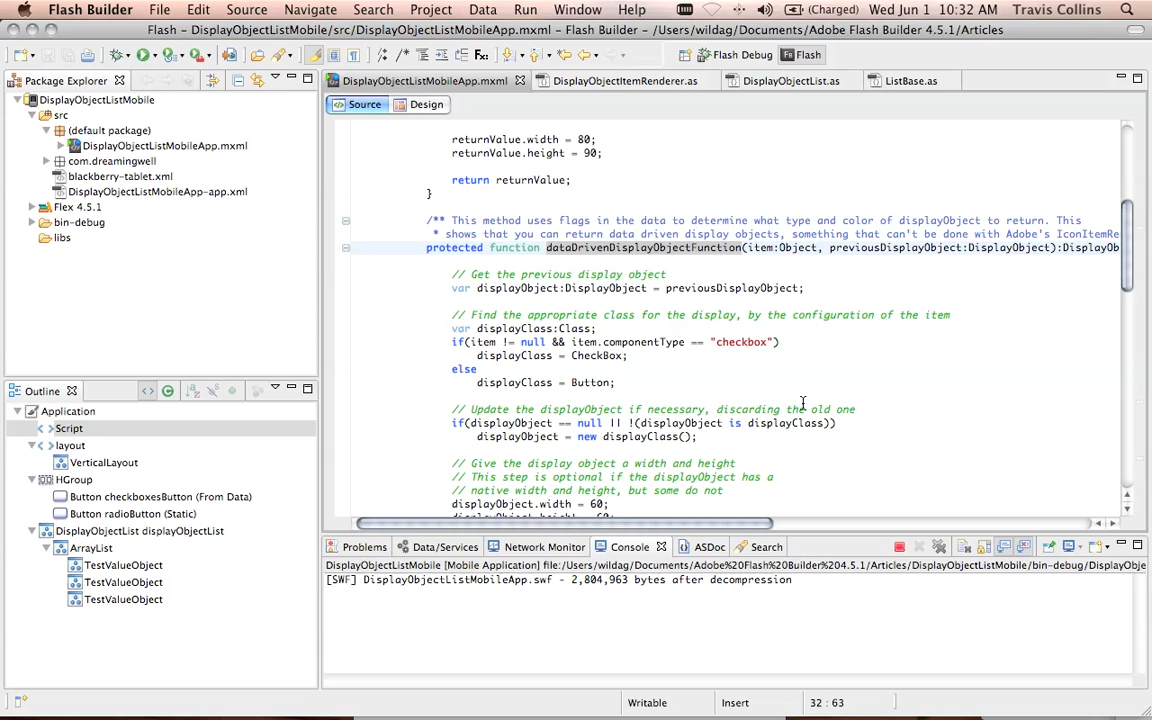 Flash Builder File Edit Source Navigate Search Project Data Run Window Help (Charged) Wed Jun 1 10:32 AM Travis Collins
Flash – DisplayObjectListMobile/src/DisplayObjectListMobileApp.mxml – Flash Builder – /Users/wildag/Documents/Adobe Flash Builder 4.5.1/Articles
Fx: Flash Debug Flash
Package Explorer
DisplayObjectListMobile
src
(default package)
DisplayObjectListMobileApp.mxml
com.dreamingwell
blackberry-tablet.xml
DisplayObjectListMobileApp-app.xml
Flex 4.5.1
bin-debug
libs
Outline
Application
Script
layout
VerticalLayout
HGroup
Button checkboxesButton (From Data)
Button radioButton (Static)
DisplayObjectList displayObjectList
ArrayList
TestValueObject
TestValueObject
TestValueObject
DisplayObjectListMobileApp.mxml DisplayObjectItemRenderer.as DisplayObjectList.as ListBase.as
Source Design
returnValue.width = 80;
returnValue.height = 90;
return returnValue;
}
/** This method uses flags in the data to determine what type and color of displayObject to return. This
* shows that you can return data driven display objects, something that can't be done with Adobe's IconItemRe
protected function dataDrivenDisplayObjectFunction(item:Object, previousDisplayObject:DisplayObject):DisplayOb
// Get the previous display object
var displayObject:DisplayObject = previousDisplayObject;
// Find the appropriate class for the display, by the configuration of the item
var displayClass:Class;
if(item != null && item.componentType == "checkbox")
displayClass = CheckBox;
else
displayClass = Button;
// Update the displayObject if necessary, discarding the old one
if(displayObject == null || !(displayObject is displayClass))
displayObject = new displayClass();
// Give the display object a width and height
// This step is optional if the displayObject has a
// native width and height, but some do not
displayObject.width = 60;
Problems Data/Services Network Monitor Console ASDoc Search
DisplayObjectListMobileApp [Mobile Application] file:/Users/wildag/Documents/Adobe%20Flash%20Builder%204.5.1/Articles/DisplayObjectListMobile/bin-debug/DisplayObje
[SWF] DisplayObjectListMobileApp.swf - 2,804,963 bytes after decompression
Writable Insert 32 : 63